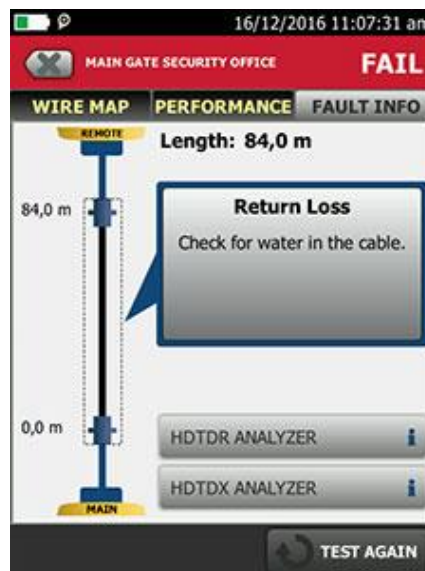 16/12/2016 11:07:31 am
MAIN GATE SECURITY OFFICE
FAIL
WIRE MAP
PERFORMANCE
FAULT INFO
REMOTE
Length: 84,0 m
84,0 m
Return Loss
Check for water in the cable.
0,0 m
HDTDR ANALYZER i
HDTDX ANALYZER i
MAIN
TEST AGAIN